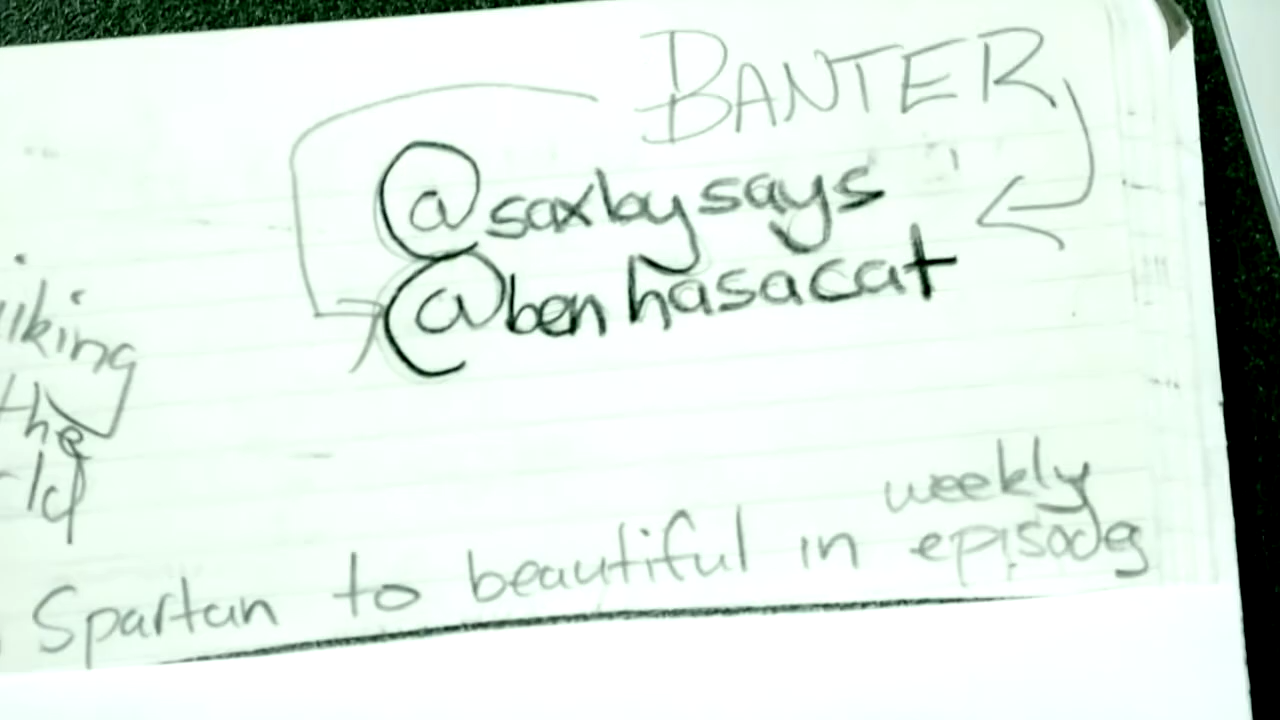 BANTER
@saxbysays
@benhasacat
iking
the
weekly
Spartan to beautiful in episodes